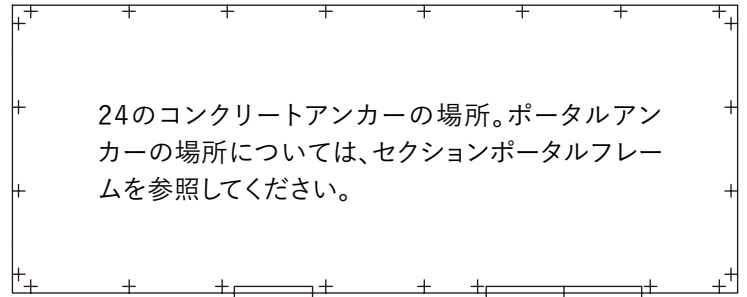 24のコンクリートアンカーの場所。ポータルアン
カーの場所については、セクションポータルフレー
ムを参照してください。